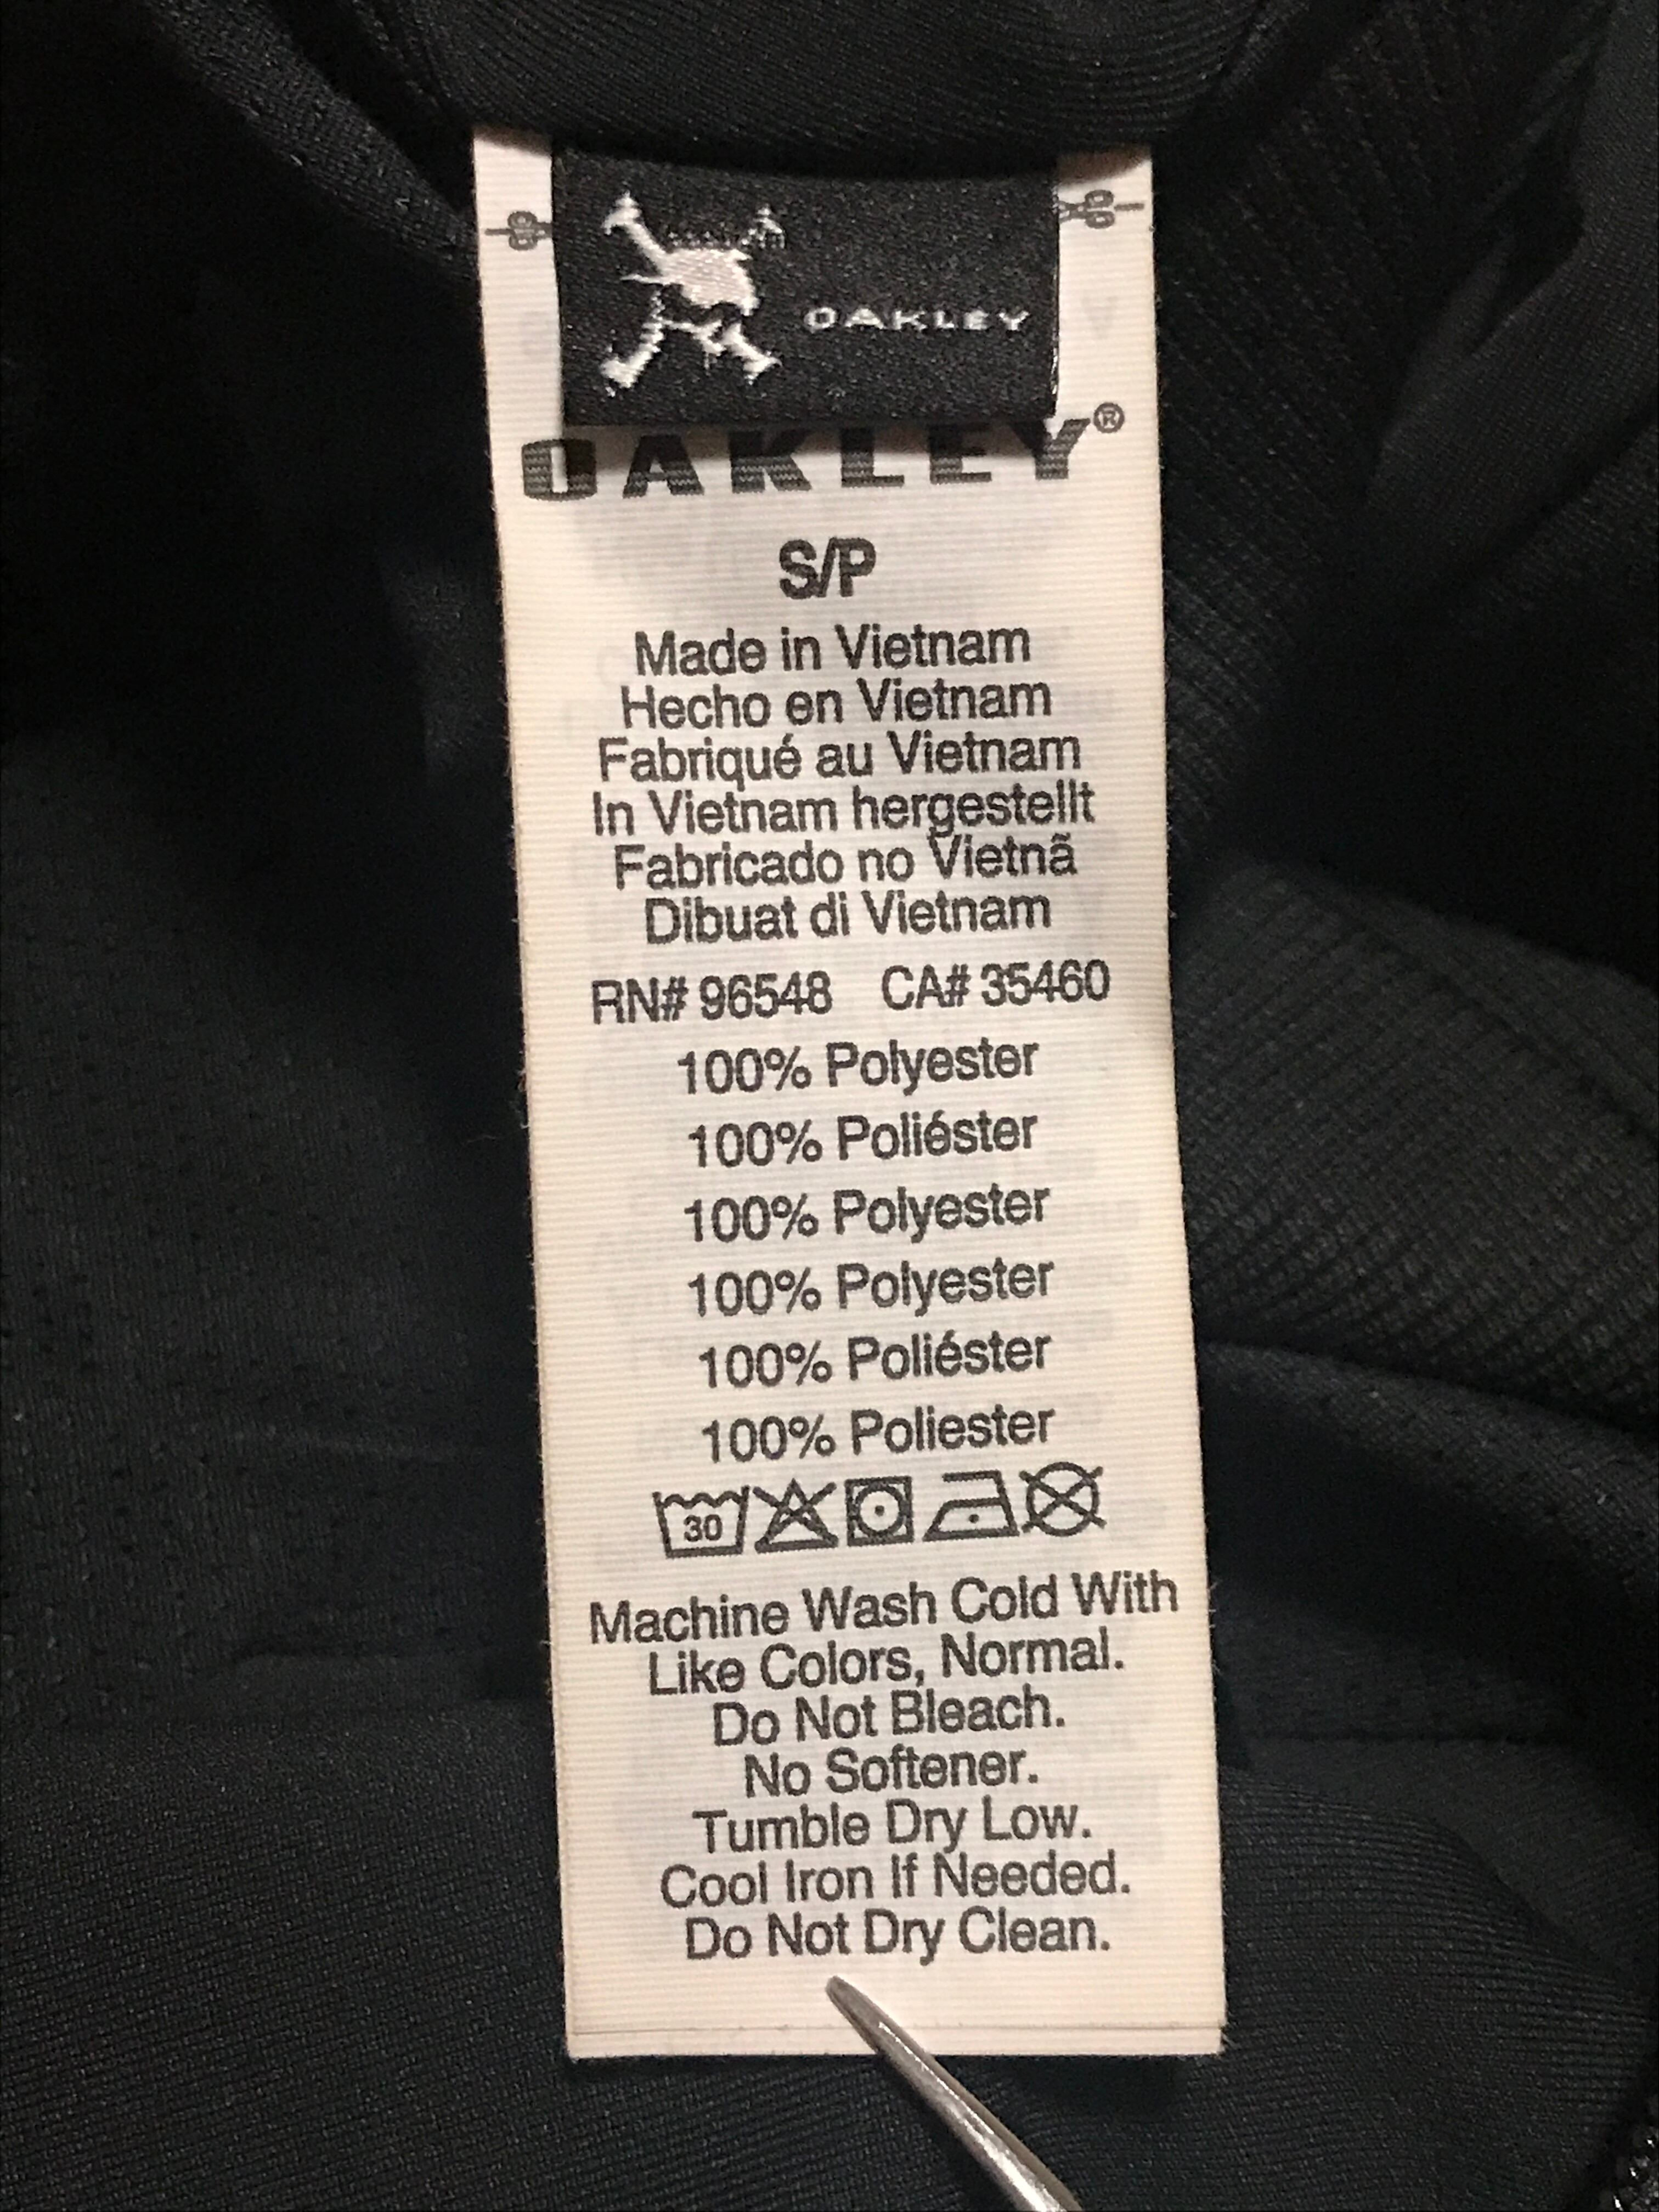 OAKLEY
OAKLEY®
S/P
Made in Vietnam
Hecho en Vietnam
Fabriqué au Vietnam
In Vietnam hergestellt
Fabricado no Vietnã
Dibuat di Vietnam
RN# 96548 CA# 35460
100% Polyester
100% Poliéster
100% Polyester
100% Polyester
100% Poliéster
100% Poliester
30
Machine Wash Cold With
Like Colors, Normal.
Do Not Bleach.
No Softener.
Tumble Dry Low.
Cool Iron If Needed.
Do Not Dry Clean.